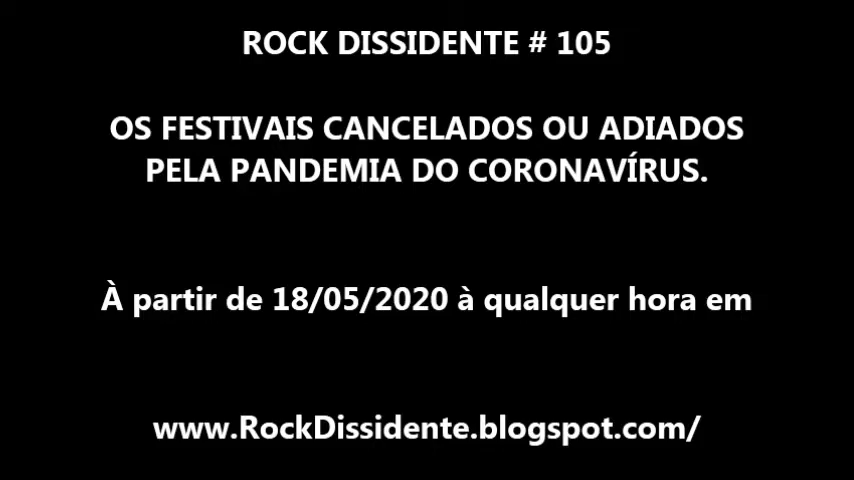 ROCK DISSIDENTE # 105
OS FESTIVAIS CANCELADOS OU ADIADOS
PELA PANDEMIA DO CORONAVÍRUS.
À partir de 18/05/2020 à qualquer hora em
www.RockDissidente.blogspot.com/